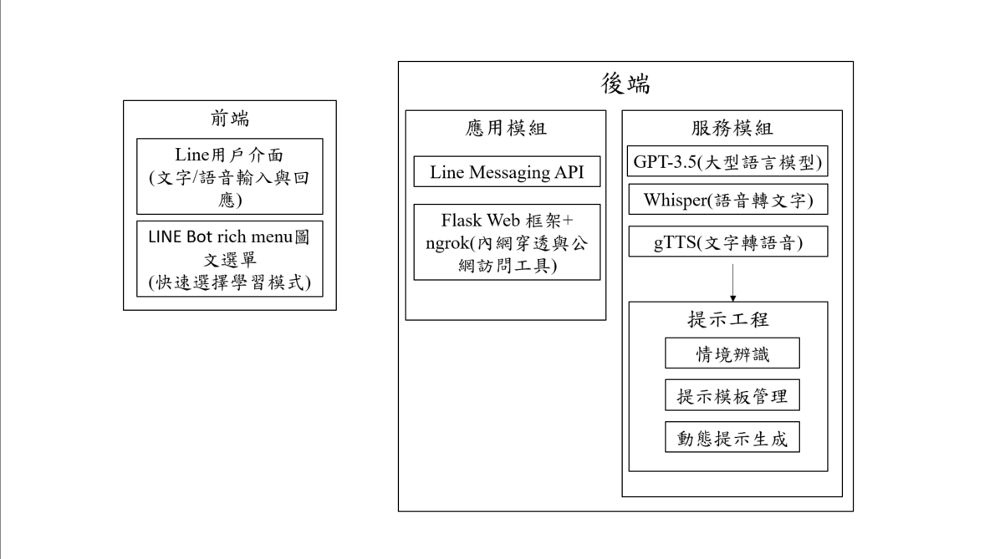 前端
Line用戶介面
(文字/語音輸入與回
應)
LINE Bot rich menu圖
文選單
(快速選擇學習模式)
後端
應用模組
Line Messaging API
Flask Web 框架+
ngrok(內網穿透與公
網訪問工具)
服務模組
GPT-3.5(大型語言模型)
Whisper(語音轉文字)
gTTS(文字轉語音)
提示工程
情境辨識
提示模板管理
動態提示生成